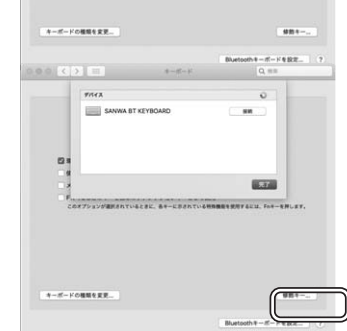 キーボードの種類を変更... 修飾キー...
Bluetoothキーボードを設定... ?
キーボード 検索
デバイス
SANWA BT KEYBOARD 接続
完了
このオプションが選択されているときに、各キーに示されている特殊機能を使用するには、Fnキーを押します。
キーボードの種類を変更... 修飾キー...
Bluetoothキーボードを設定... ?